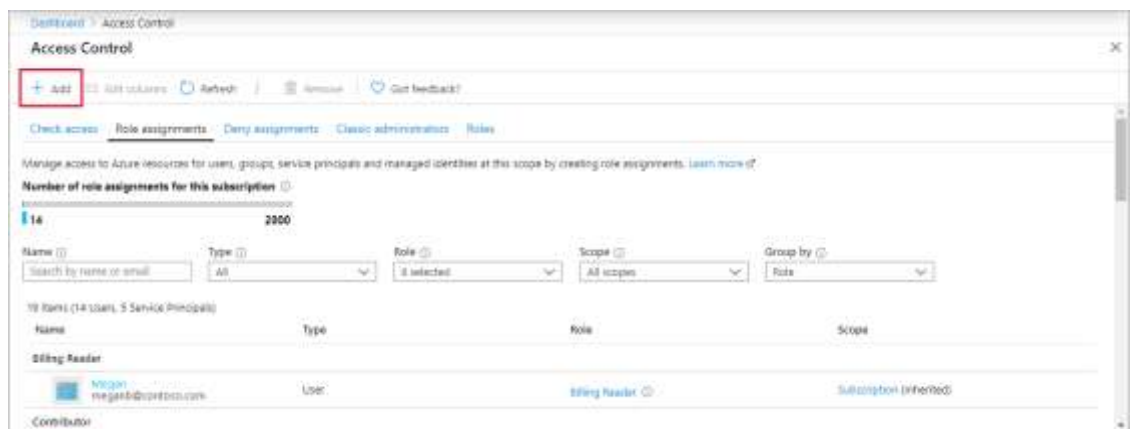 Dashboard > Access Control
Access Control
Add Edit columns Refresh Remove Got feedback?
Check access Role assignments Deny assignments Classic administrators Roles
Manage access to Azure resources for users, groups, service principals and managed identities at this scope by creating role assignments. Learn more
Number of role assignments for this subscription
14 2000
Name Type Role Scope Group by
Search by name or email All selected All scopes Role
19 items (14 Users, 5 Service Principals)
Name Type Role Scope
Billing Reader
Megan User Billing Reader Subscription (Inherited)
meganb@contoso.com
Contributor